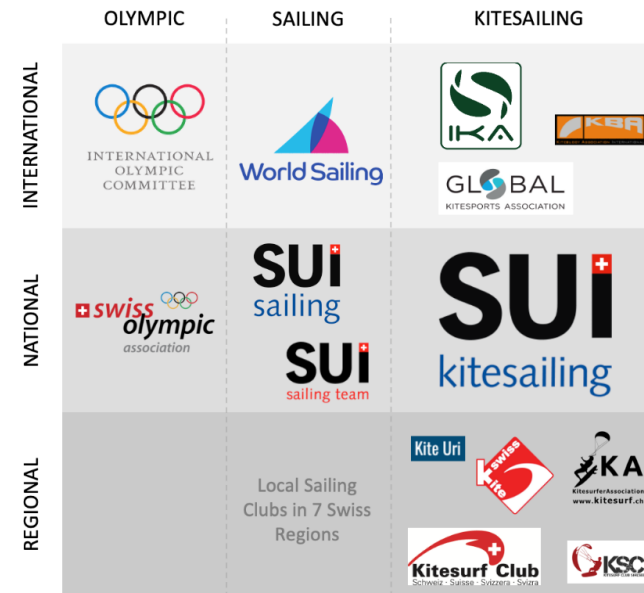 OLYMPIC SAILING KITESAILING
INTERNATIONAL
INTERNATIONAL
OLYMPIC
COMMITTEE
World Sailing
IKA
KBA
GLOBAL
KITESPORTS ASSOCIATION
NATIONAL
swiss
olympic
association
SUi
sailing
SUi
sailing team
SUi
kitesailing
REGIONAL
Local Sailing
Clubs in 7 Swiss
Regions
Kite Uri
swiss
Kite
KA
KitesurferAssociation
www.kitesurf.ch
Kitesurf Club
Schweiz · Suisse · Svizzera · Svizra
KSC